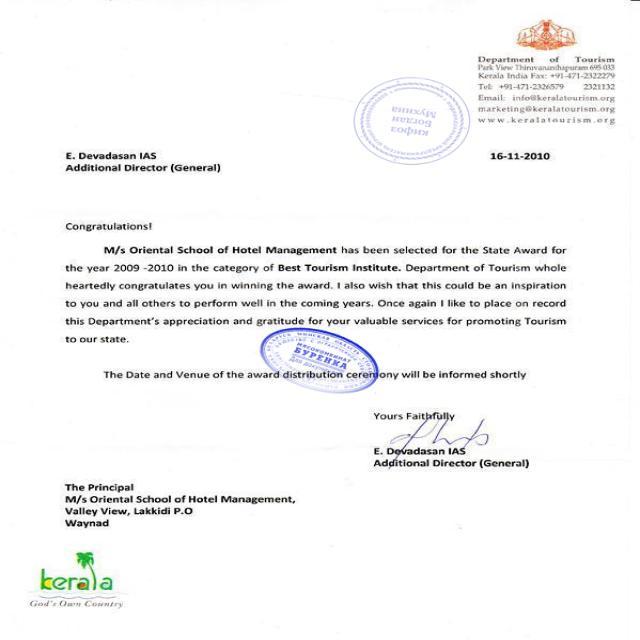 Department of Tourism
Park View Thiruvananthapuram 695 033
Kerala India Fax: +91-471-2322279
Tel: +91-471-2326579 2321132
Email: info@keralatourism.org
marketing@keralatourism.org
www.keralatourism.org
кифоз
Богдан
Мухина
E. Devadasan IAS
Additional Director (General)
16-11-2010
Congratulations!
M/s Oriental School of Hotel Management has been selected for the State Award for
the year 2009 -2010 in the category of Best Tourism Institute. Department of Tourism whole
heartedly congratulates you in winning the award. I also wish that this could be an inspiration
to you and all others to perform well in the coming years. Once again I like to place on record
this Department's appreciation and gratitude for your valuable services for promoting Tourism
to our state.
МЯСОКОМБИНАТ
БУРЕНКА
The Date and Venue of the award distribution ceremony will be informed shortly
Yours Faithfully
E. Devadasan IAS
Additional Director (General)
The Principal
M/s Oriental School of Hotel Management,
Valley View, Lakkidi P.O
Waynad
kerala
God's Own Country